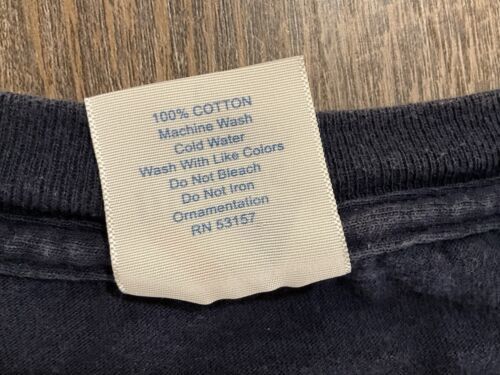 100% COTTON
Machine Wash
Cold Water
Wash With Like Colors
Do Not Bleach
Do Not Iron
Ornamentation
RN 53157